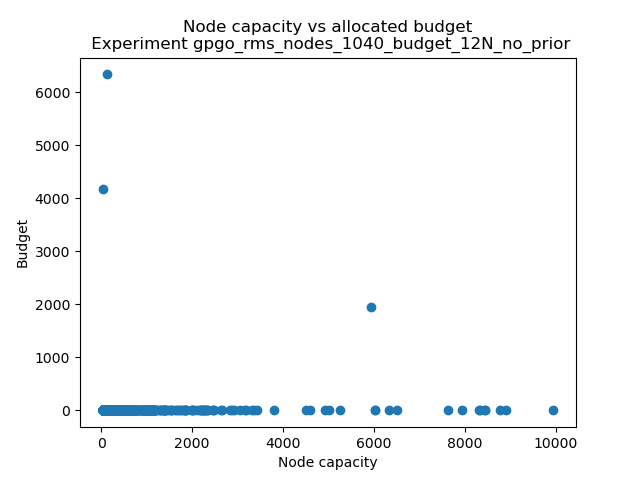 Node capacity vs allocated budget
Experiment gpgo_rms_nodes_1040_budget_12N_no_prior
6000
5000
4000
3000
2000
1000
0
Budget
0 2000 4000 6000 8000 10000
Node capacity